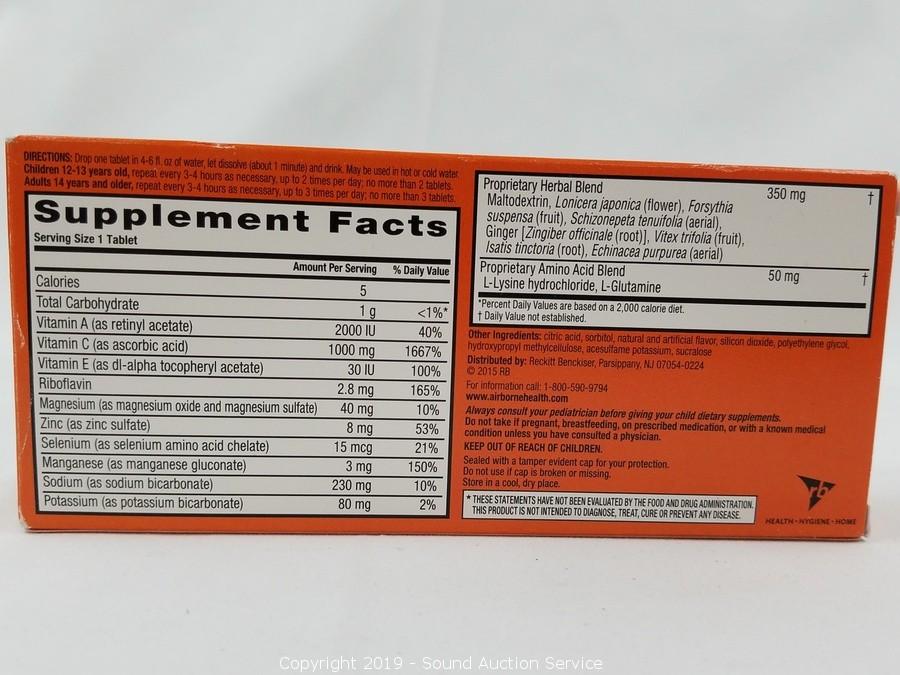 DIRECTIONS: Drop one tablet in 4-6 fl. oz of water, let dissolve (about 1 minute) and drink. May be used in hot or cold water.
Children 12-13 years old, repeat every 3-4 hours as necessary, up to 2 times per day; no more than 2 tablets.
Adults 14 years and older, repeat every 3-4 hours as necessary, up to 3 times per day; no more than 3 tablets.
Supplement Facts
Serving Size 1 Tablet
Amount Per Serving % Daily Value
Calories 5
Total Carbohydrate 1 g <1%*
Vitamin A (as retinyl acetate) 2000 IU 40%
Vitamin C (as ascorbic acid) 1000 mg 1667%
Vitamin E (as dl-alpha tocopheryl acetate) 30 IU 100%
Riboflavin 2.8 mg 165%
Magnesium (as magnesium oxide and magnesium sulfate) 40 mg 10%
Zinc (as zinc sulfate) 8 mg 53%
Selenium (as selenium amino acid chelate) 15 mcg 21%
Manganese (as manganese gluconate) 3 mg 150%
Sodium (as sodium bicarbonate) 230 mg 10%
Potassium (as potassium bicarbonate) 80 mg 2%
Proprietary Herbal Blend 350 mg †
Maltodextrin, Lonicera japonica (flower), Forsythia
suspensa (fruit), Schizonepeta tenuifolia (aerial),
Ginger [Zingiber officinale (root)], Vitex trifolia (fruit),
Isatis tinctoria (root), Echinacea purpurea (aerial)
Proprietary Amino Acid Blend 50 mg †
L-Lysine hydrochloride, L-Glutamine
*Percent Daily Values are based on a 2,000 calorie diet.
† Daily Value not established.
Other Ingredients: citric acid, sorbitol, natural and artificial flavor, silicon dioxide, polyethylene glycol,
hydroxypropyl methylcellulose, acesulfame potassium, sucralose
Distributed by: Reckitt Benckiser, Parsippany, NJ 07054-0224
© 2015 RB
For information call: 1-800-590-9794
www.airbornehealth.com
Always consult your pediatrician before giving your child dietary supplements.
Do not take if pregnant, breastfeeding, on prescribed medication, or with a known medical
condition unless you have consulted a physician.
KEEP OUT OF REACH OF CHILDREN.
Sealed with a tamper evident cap for your protection.
Do not use if cap is broken or missing.
Store in a cool, dry place.
* THESE STATEMENTS HAVE NOT BEEN EVALUATED BY THE FOOD AND DRUG ADMINISTRATION.
THIS PRODUCT IS NOT INTENDED TO DIAGNOSE, TREAT, CURE OR PREVENT ANY DISEASE.
rb
HEALTH • HYGIENE • HOME
Copyright 2019 - Sound Auction Service